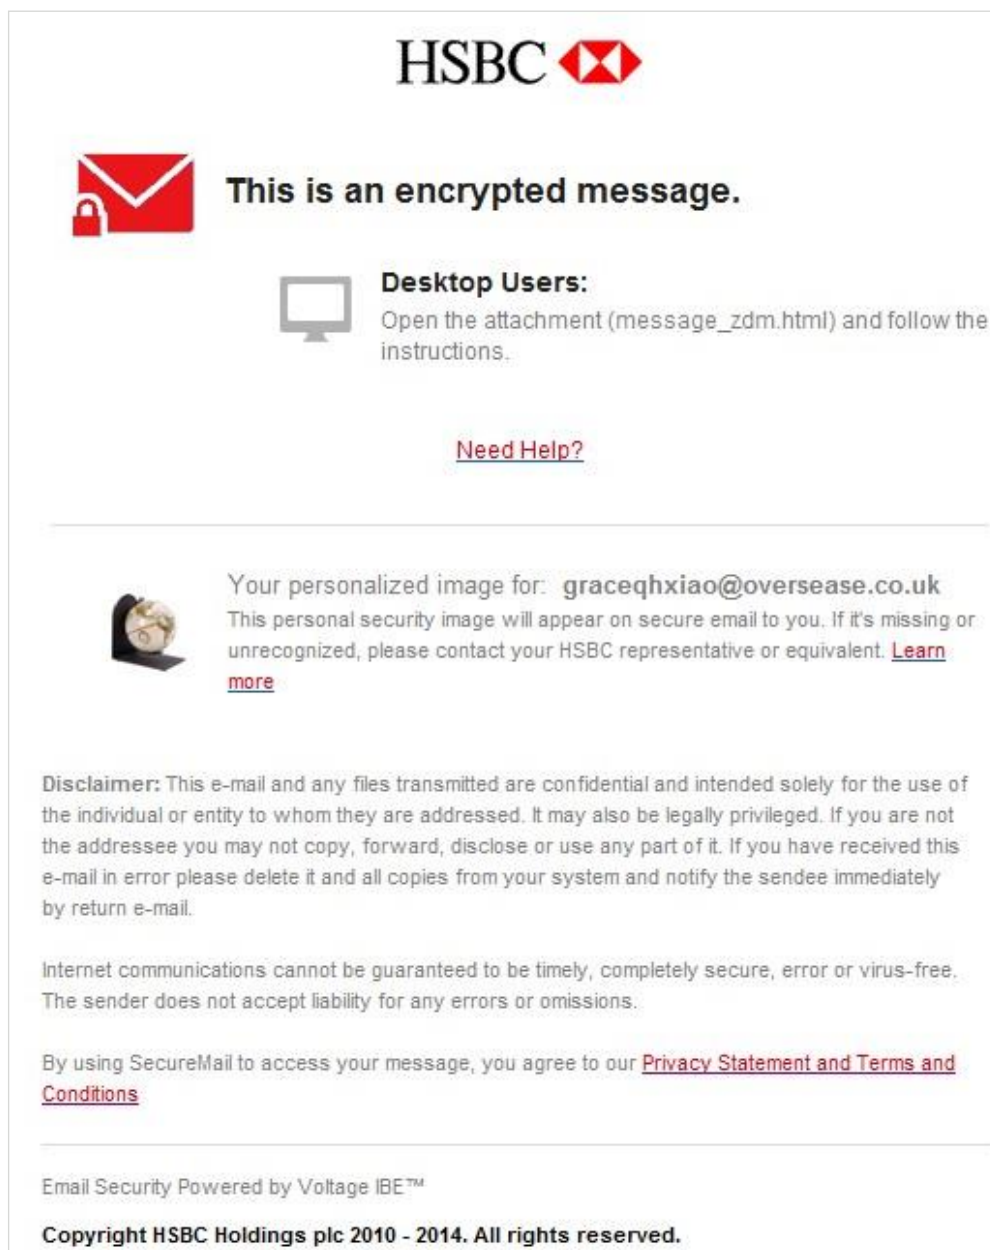 HSBC
This is an encrypted message.
Desktop Users:
Open the attachment (message_zdm.html) and follow the
instructions.
Need Help?
Your personalized image for: graceqhxiao@oversease.co.uk
This personal security image will appear on secure email to you. If it's missing or
unrecognized, please contact your HSBC representative or equivalent. Learn
more
Disclaimer: This e-mail and any files transmitted are confidential and intended solely for the use of
the individual or entity to whom they are addressed. It may also be legally privileged. If you are not
the addressee you may not copy, forward, disclose or use any part of it. If you have received this
e-mail in error please delete it and all copies from your system and notify the sendee immediately
by return e-mail.
Internet communications cannot be guaranteed to be timely, completely secure, error or virus-free.
The sender does not accept liability for any errors or omissions.
By using SecureMail to access your message, you agree to our Privacy Statement and Terms and
Conditions
Email Security Powered by Voltage IBE™
Copyright HSBC Holdings plc 2010 - 2014. All rights reserved.